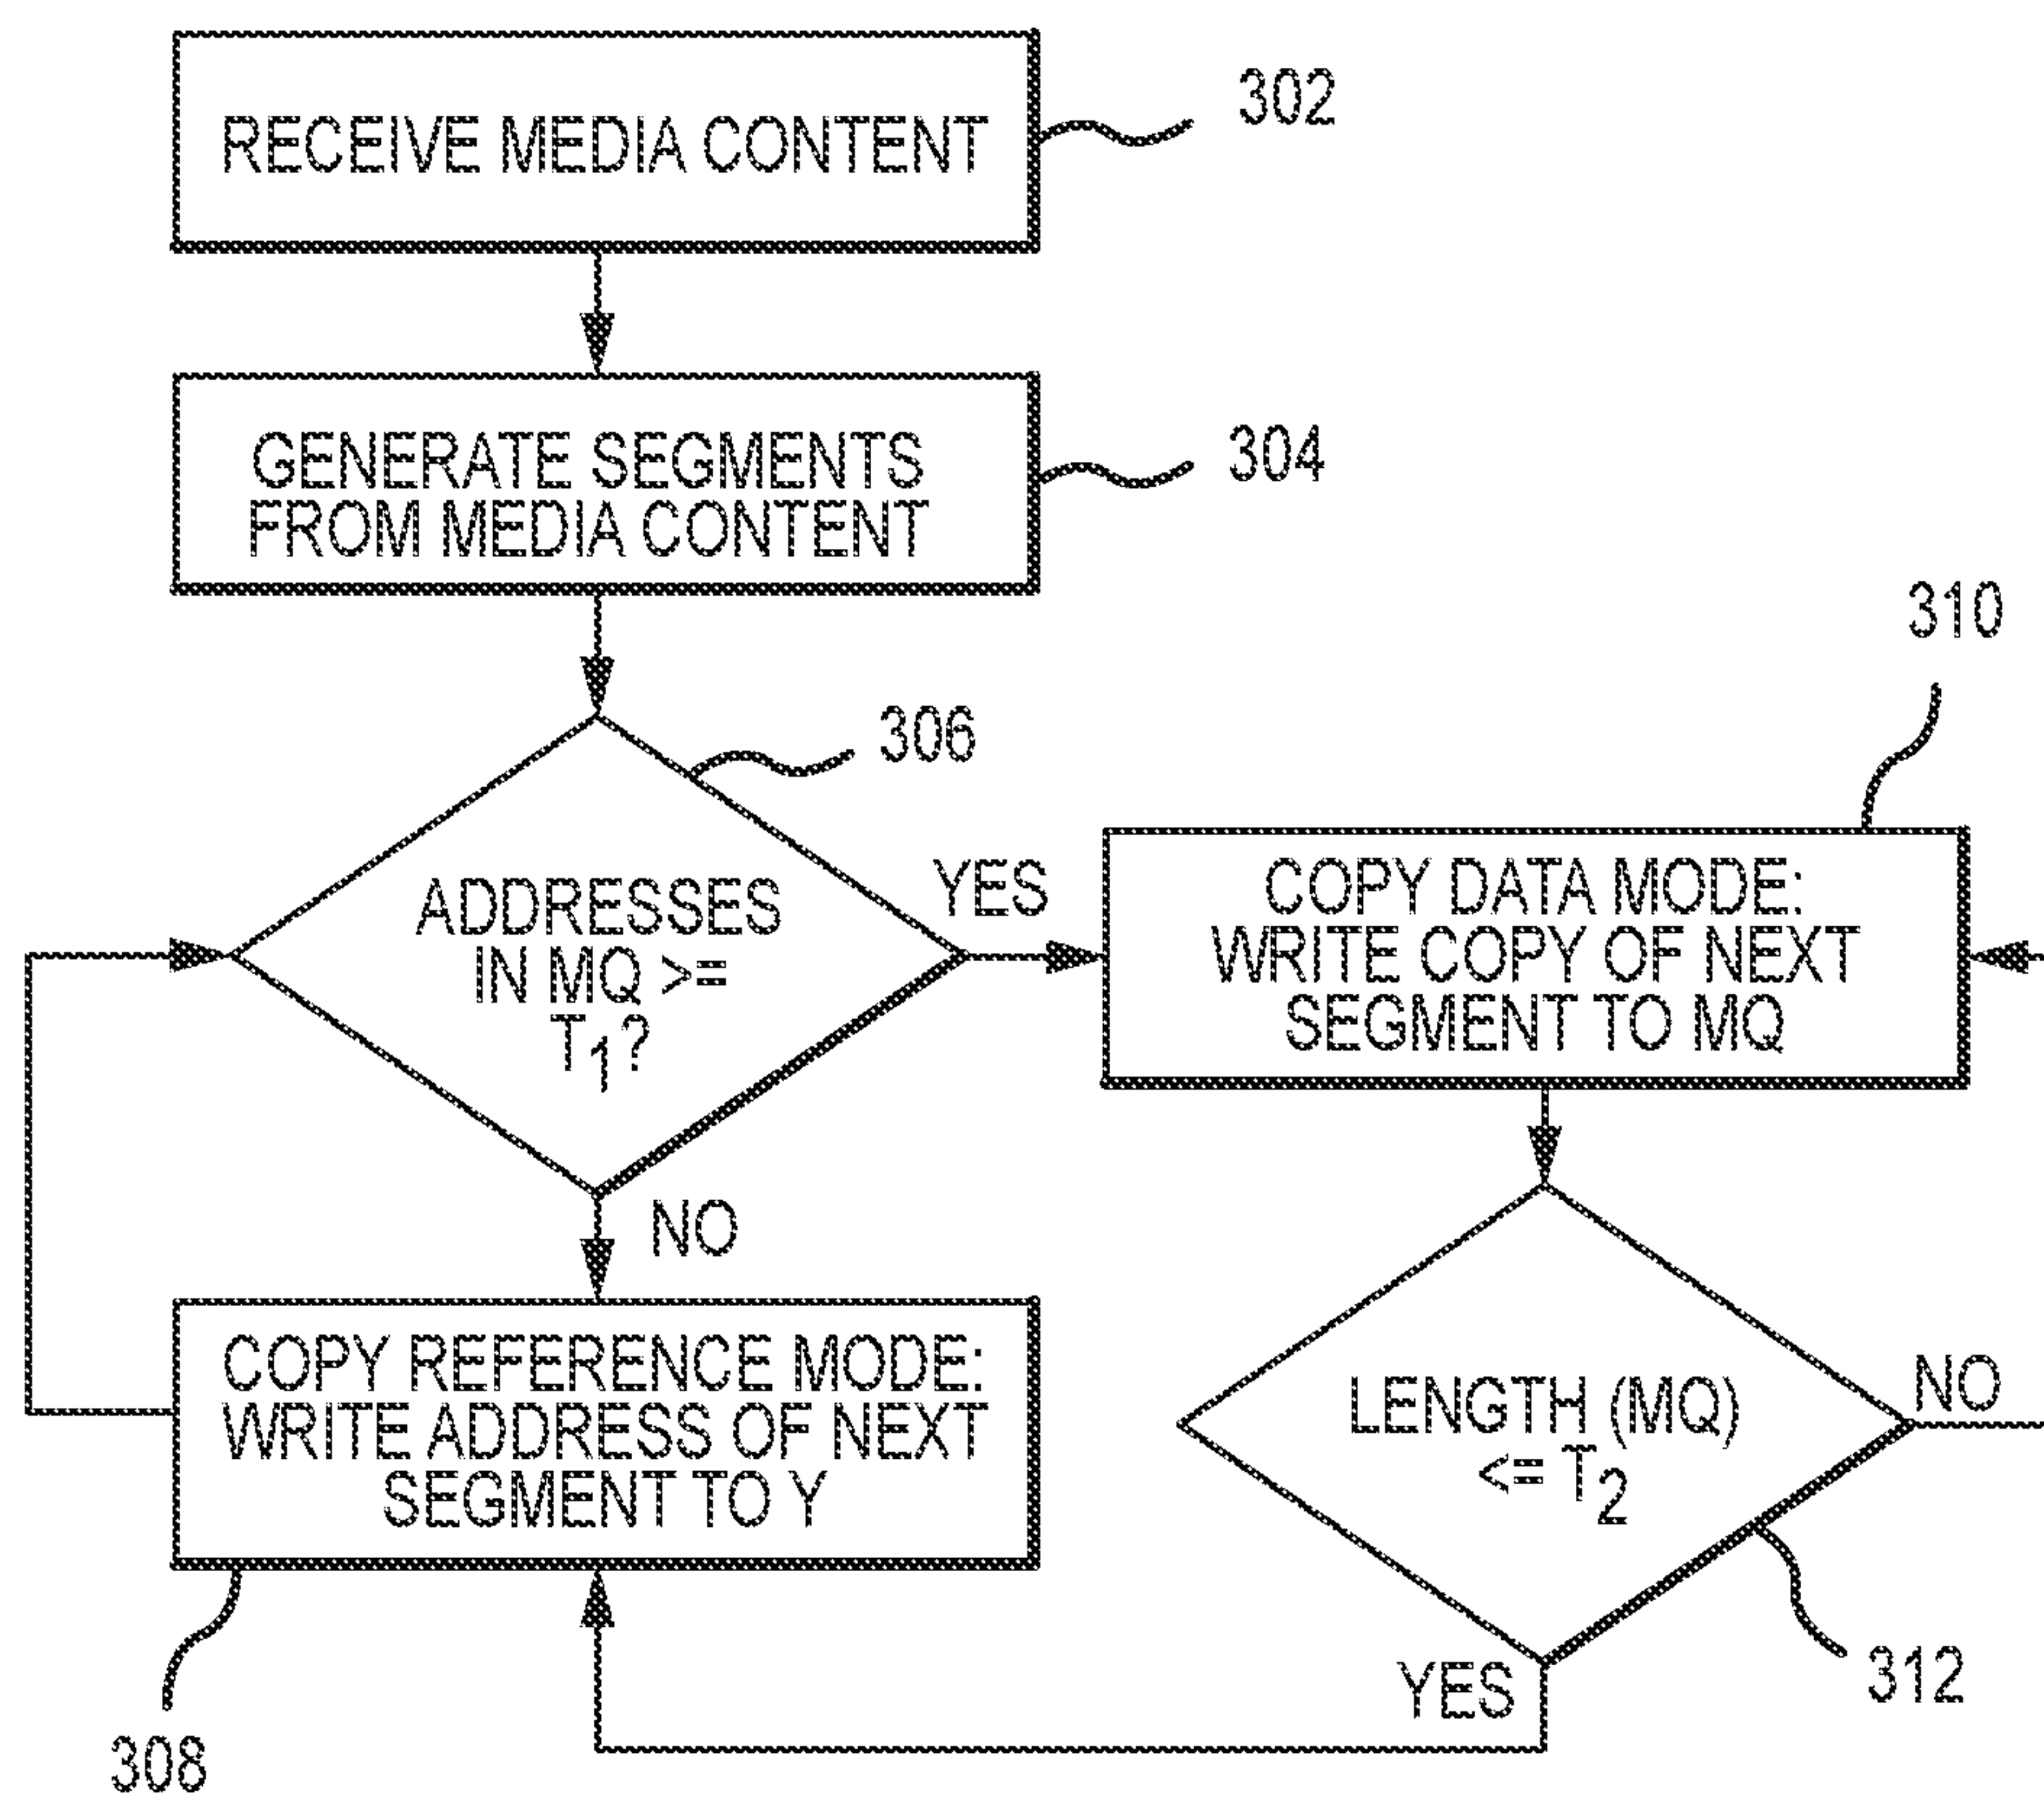 RECEIVE MEDIA CONTENT
302
GENERATE SEGMENTS
FROM MEDIA CONTENT
304
306
ADDRESSES
IN MQ >=
T1?
YES
NO
310
COPY DATA MODE:
WRITE COPY OF NEXT
SEGMENT TO MQ
COPY REFERENCE MODE:
WRITE ADDRESS OF NEXT
SEGMENT TO Y
308
LENGTH (MQ)
<= T2
NO
YES
312